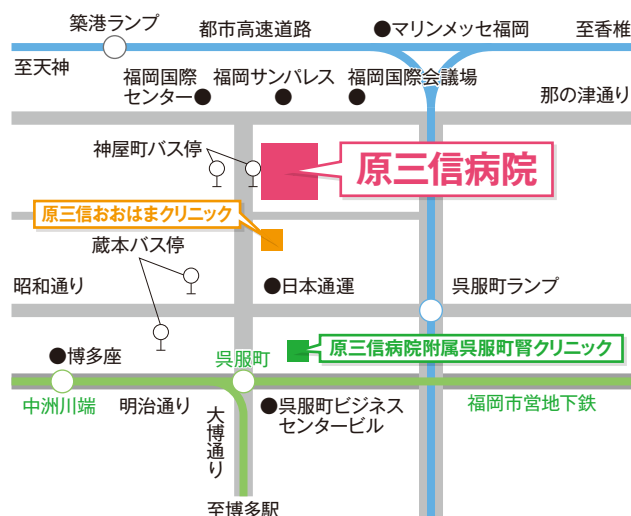 築港ランプ
都市高速道路
●マリンメッセ福岡
至香椎
至天神
福岡国際
センター●
福岡サンパレス
福岡国際会議場
那の津通り
神屋町バス停
原三信病院
原三信おおはまクリニック
蔵本バス停
昭和通り
●日本通運
呉服町ランプ
●博多座
呉服町
原三信病院附属呉服町腎クリニック
中洲川端
明治通り
大博通り
●呉服町ビジネス
センタービル
福岡市営地下鉄
至博多駅